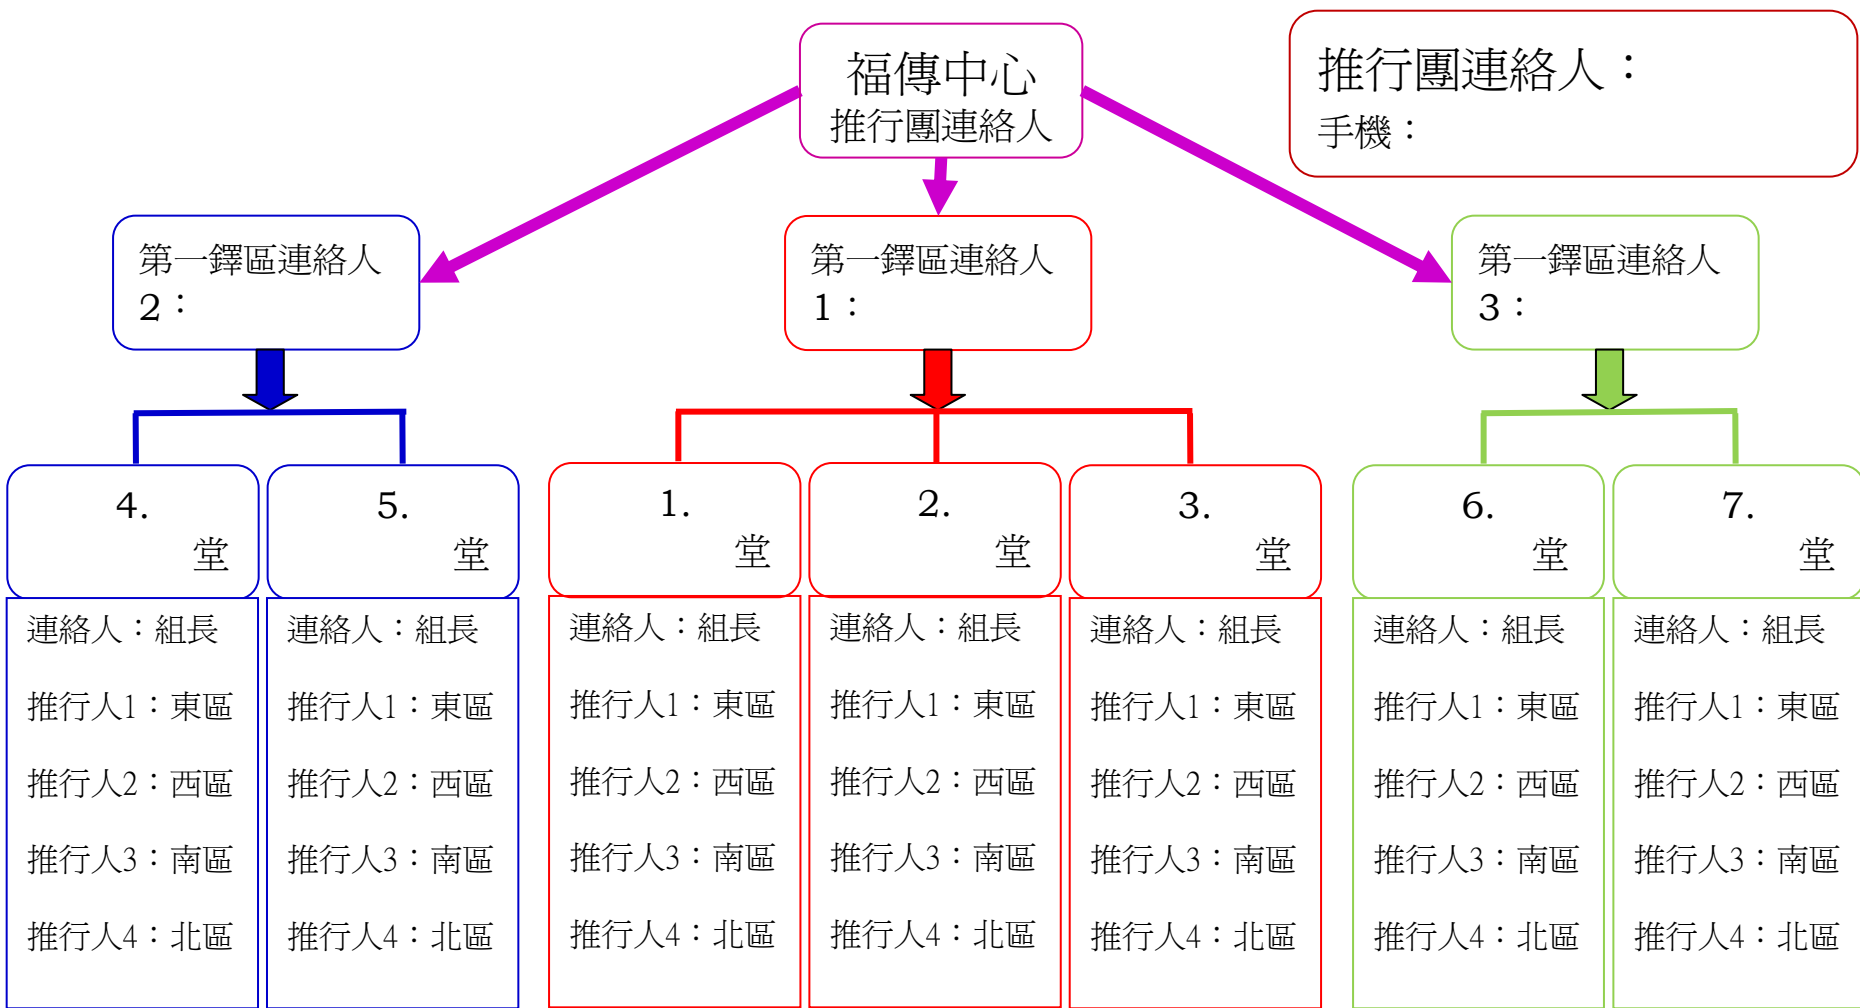 福傳中心
推行團連絡人
推行團連絡人：
手機：
第一鐸區連絡人
2：
第一鐸區連絡人
1：
第一鐸區連絡人
3：
4.
堂
連絡人：組長
推行人1：東區
推行人2：西區
推行人3：南區
推行人4：北區
5.
堂
連絡人：組長
推行人1：東區
推行人2：西區
推行人3：南區
推行人4：北區
1.
堂
連絡人：組長
推行人1：東區
推行人2：西區
推行人3：南區
推行人4：北區
2.
堂
連絡人：組長
推行人1：東區
推行人2：西區
推行人3：南區
推行人4：北區
3.
堂
連絡人：組長
推行人1：東區
推行人2：西區
推行人3：南區
推行人4：北區
6.
堂
連絡人：組長
推行人1：東區
推行人2：西區
推行人3：南區
推行人4：北區
7.
堂
連絡人：組長
推行人1：東區
推行人2：西區
推行人3：南區
推行人4：北區